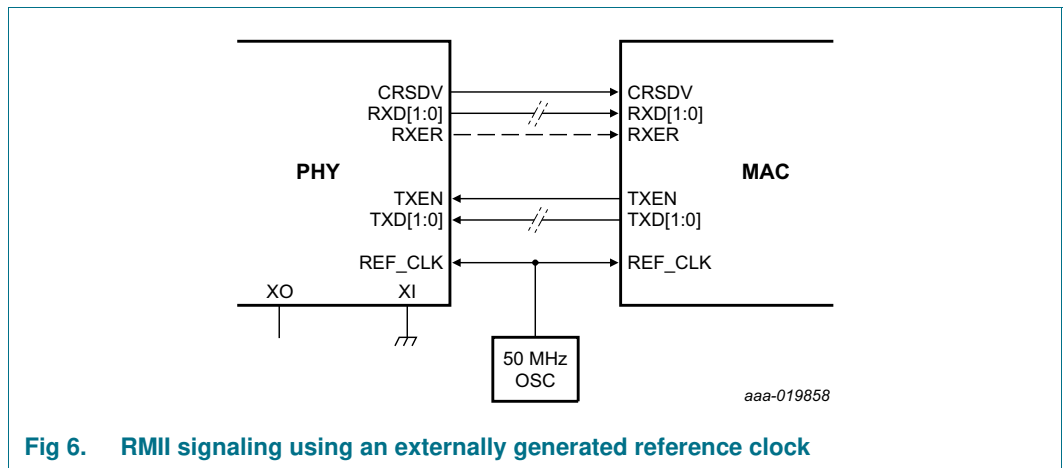 CRSDV CRSDV
RXD[1:0] RXD[1:0]
RXER RXER
PHY MAC
TXEN TXEN
TXD[1:0] TXD[1:0]
REF_CLK REF_CLK
XO XI
50 MHz
OSC
aaa-019858
Fig 6. RMII signaling using an externally generated reference clock